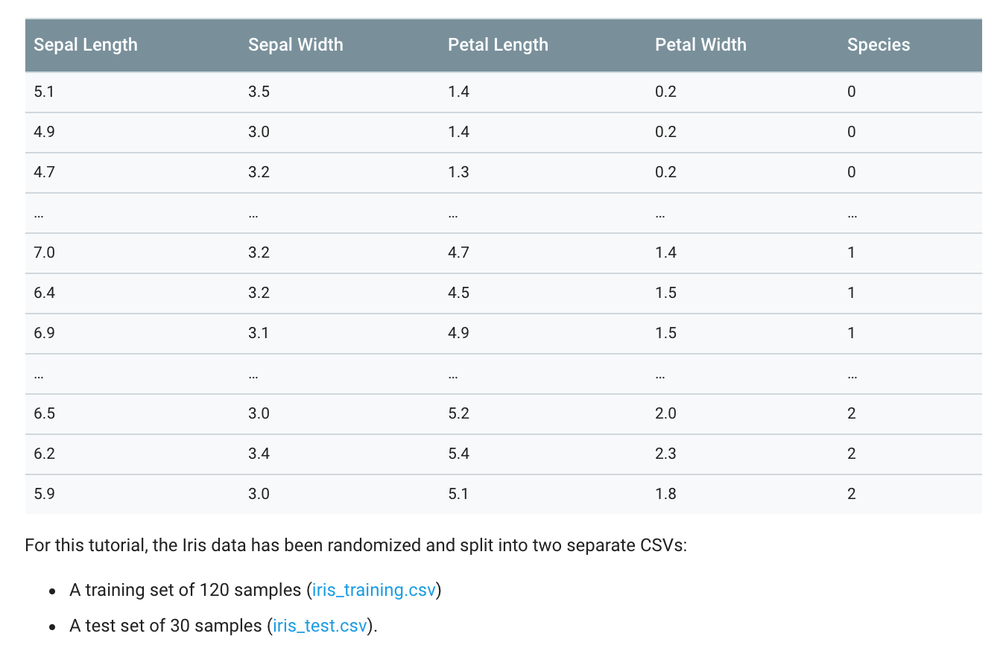 Sepal Length Sepal Width Petal Length Petal Width Species
5.1 3.5 1.4 0.2 0
4.9 3.0 1.4 0.2 0
4.7 3.2 1.3 0.2 0
… … … … …
7.0 3.2 4.7 1.4 1
6.4 3.2 4.5 1.5 1
6.9 3.1 4.9 1.5 1
… … … … …
6.5 3.0 5.2 2.0 2
6.2 3.4 5.4 2.3 2
5.9 3.0 5.1 1.8 2
For this tutorial, the Iris data has been randomized and split into two separate CSVs:
• A training set of 120 samples (iris_training.csv)
• A test set of 30 samples (iris_test.csv).